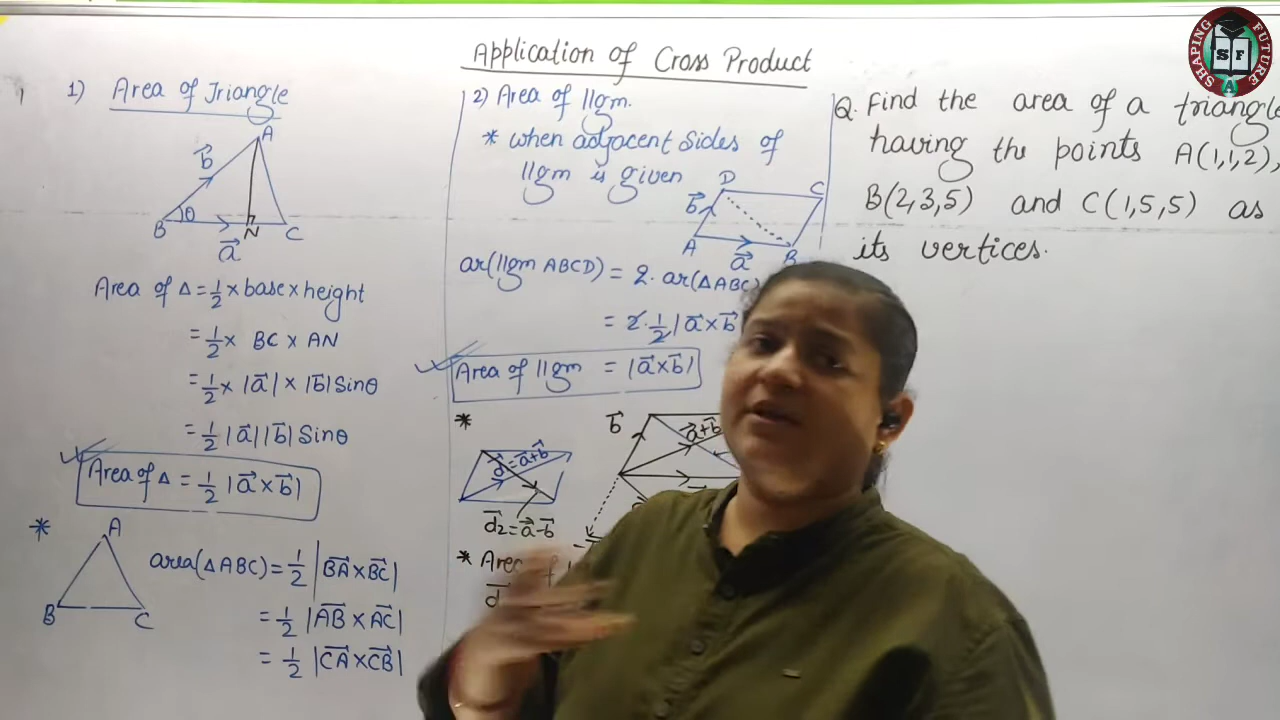 Application of Cross Product
1) Area of Triangle
A
b⃗
θ
B
N
C
a⃗
Area of Δ = 1/2 × base × height
= 1/2 × BC × AN
= 1/2 × |a⃗| × |b⃗| Sinθ
= 1/2 |a⃗| |b⃗| Sinθ
Area of Δ = 1/2 |a⃗ × b⃗|
*
A
B
C
area(ΔABC) = 1/2 |BA⃗ × BC⃗|
= 1/2 |AB⃗ × AC⃗|
= 1/2 |CA⃗ × CB⃗|
2) Area of llgm.
* when adjacent sides of
llgm is given
D
C
b⃗
A
a⃗
B
ar(llgm ABCD) = 2. ar(ΔABC)
= 2. 1/2 |a⃗ × b⃗
Area of llgm = |a⃗ × b⃗|
*
d⃗ = a⃗+b⃗
d⃗2 = a⃗-b⃗
b⃗
a⃗+b⃗
* Area of
d⃗
Q. Find the area of a triangle
having the points A(1,1,2),
B(2,3,5) and C(1,5,5) as
its vertices.
SHAPING FUTURE
S F
A